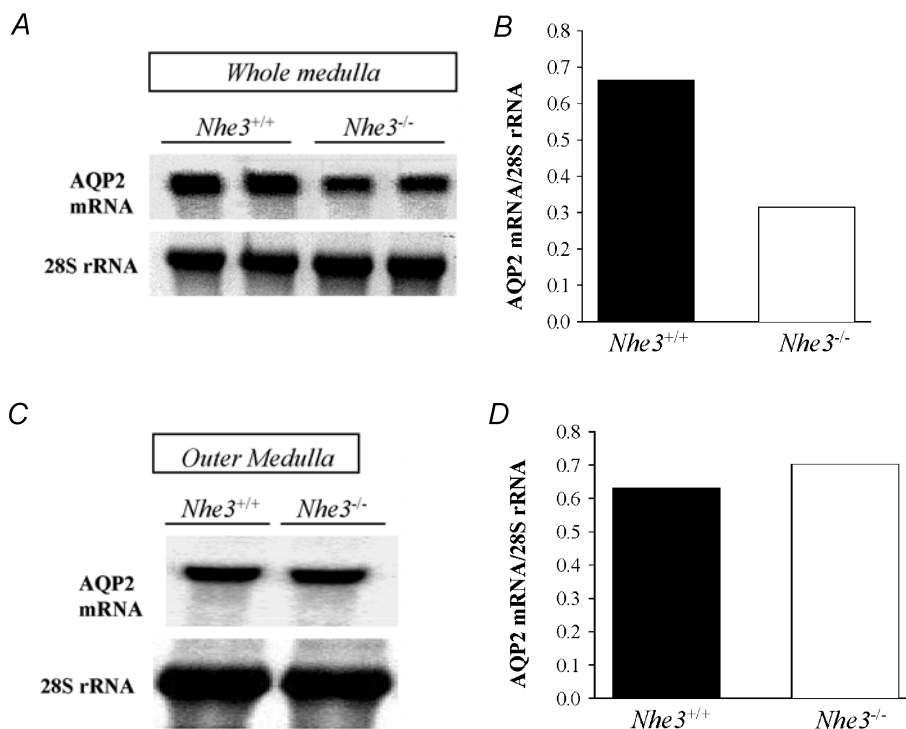 A
Whole medulla
Nhe3+/+ Nhe3-/-
AQP2
mRNA
28S rRNA
B
AQP2 mRNA/28S rRNA
0.8
0.7
0.6
0.5
0.4
0.3
0.2
0.1
0.0
Nhe3+/+ Nhe3-/-
C
Outer Medulla
Nhe3+/+ Nhe3-/-
AQP2
mRNA
28S rRNA
D
AQP2 mRNA/28S rRNA
0.8
0.7
0.6
0.5
0.4
0.3
0.2
0.1
0.0
Nhe3+/+ Nhe3-/-